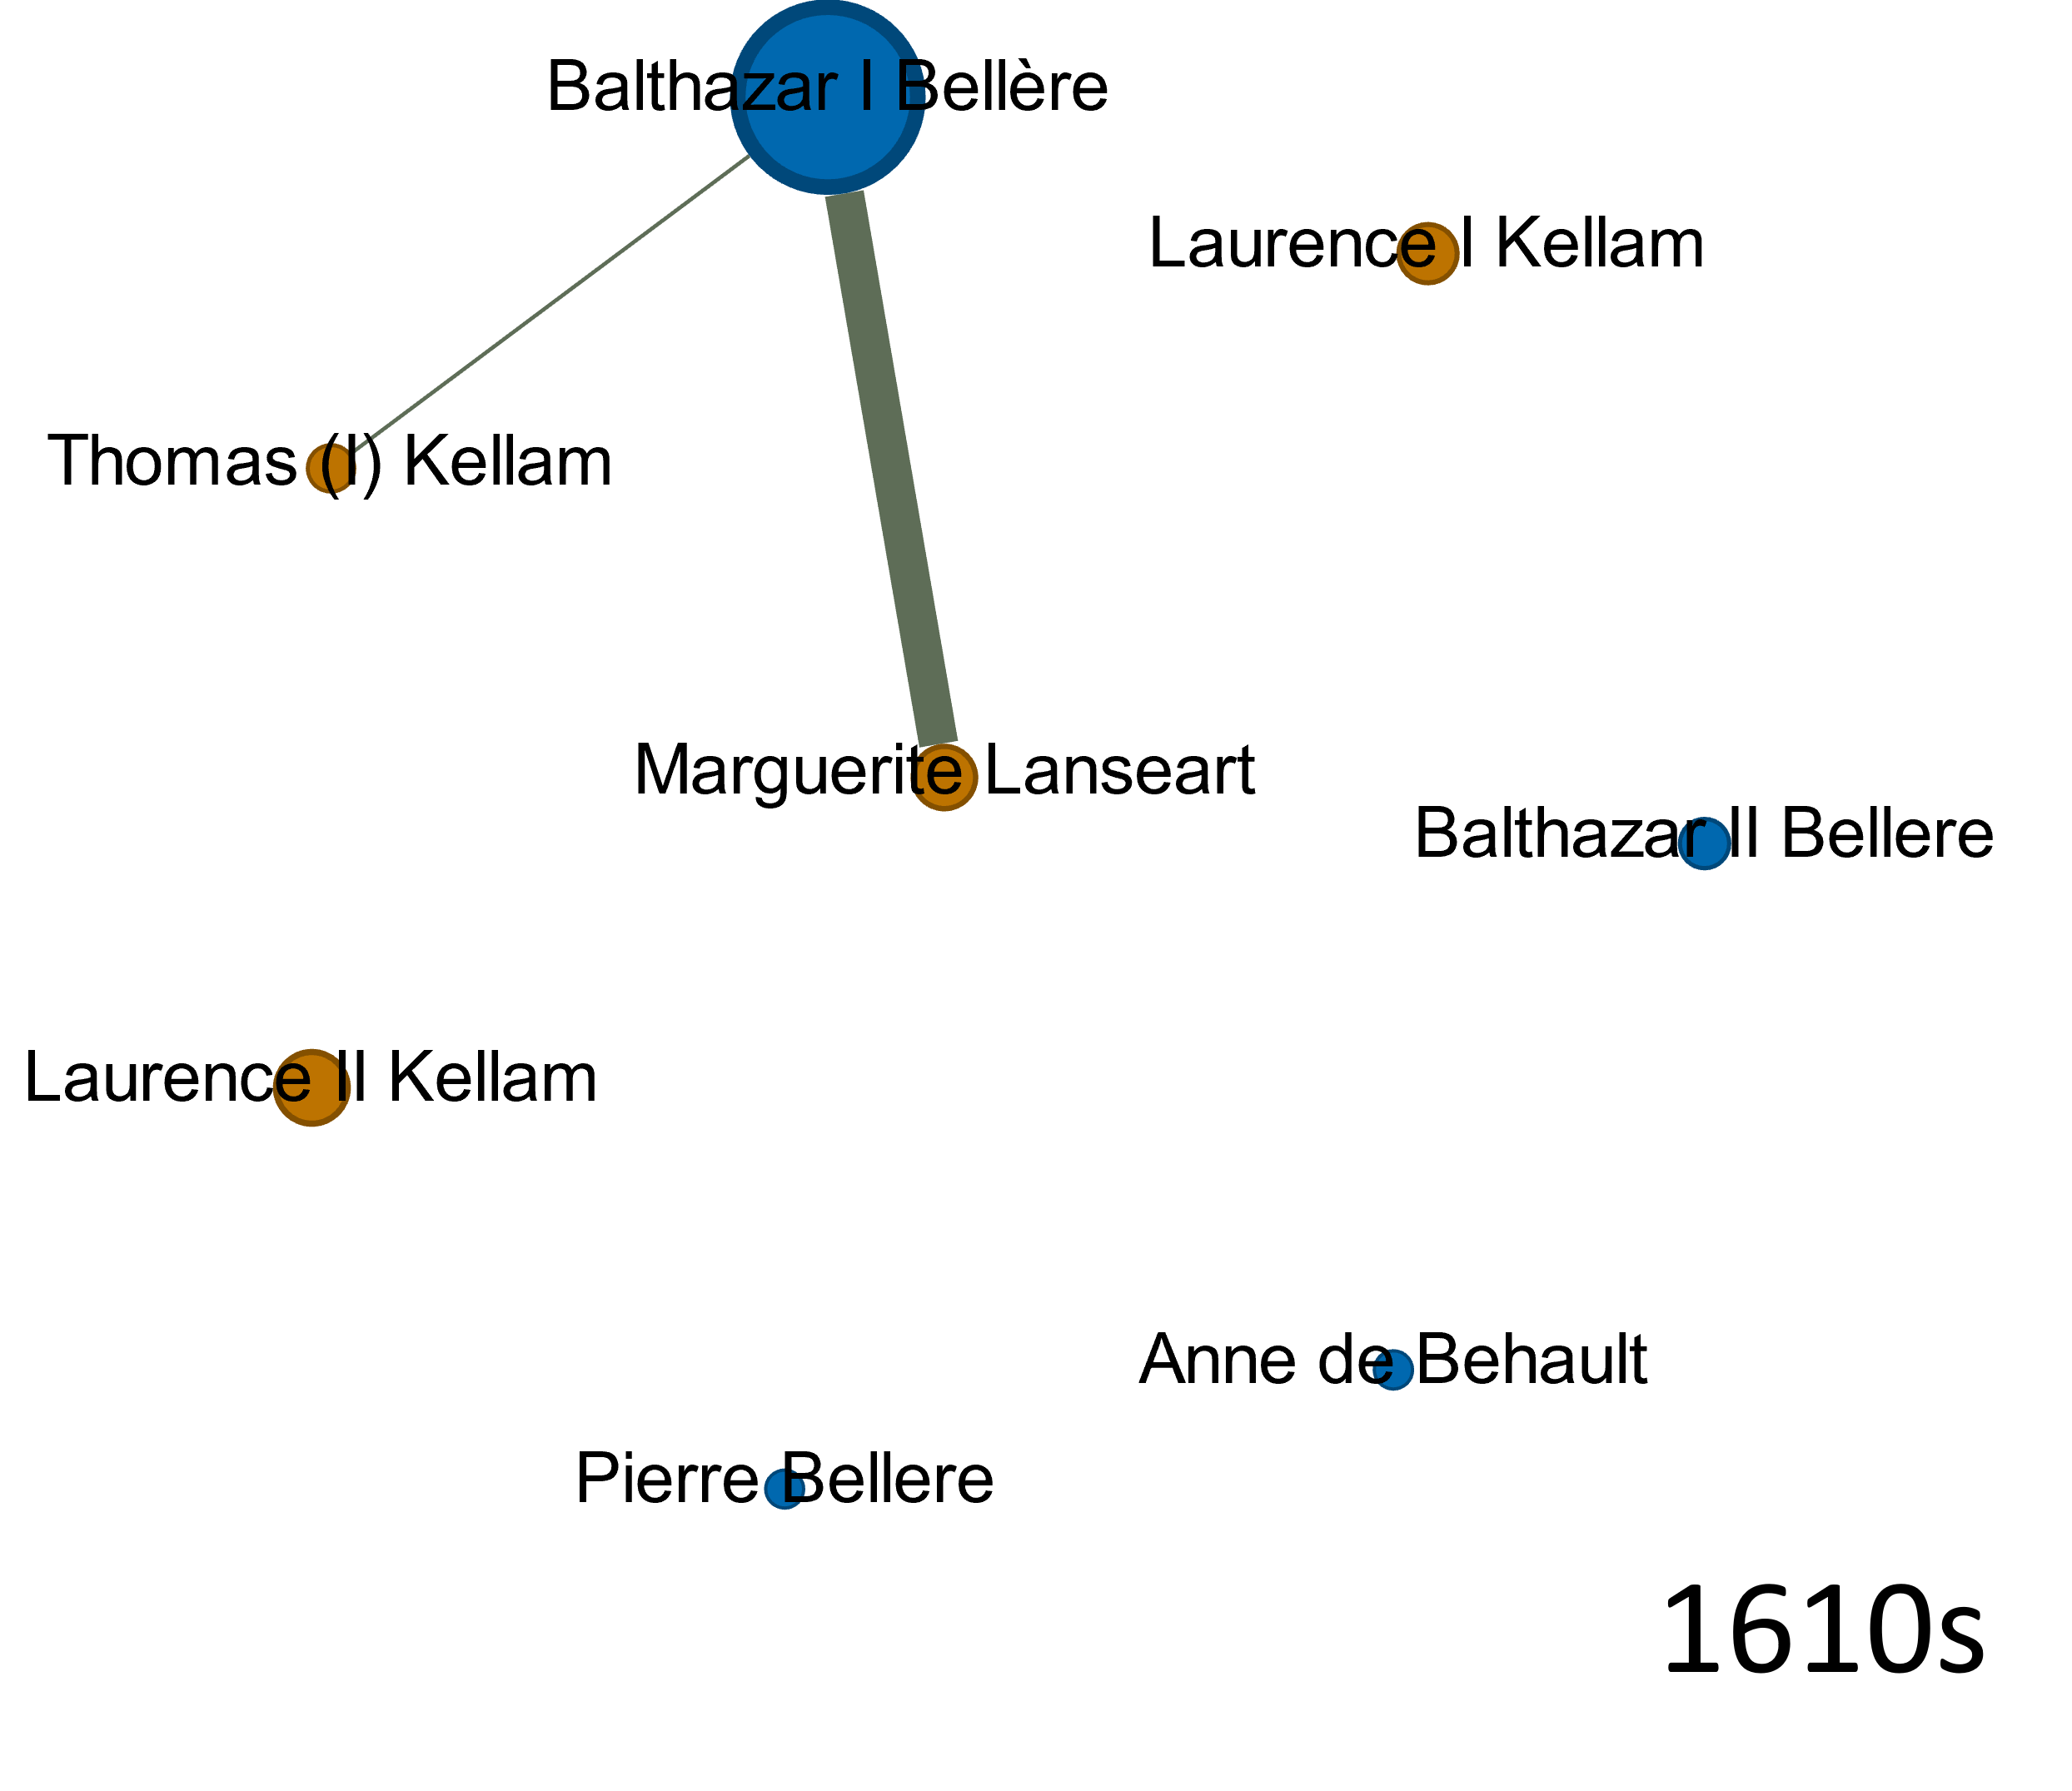 Balthazar I Bellère
Laurence I Kellam
Thomas (I) Kellam
Marguerite Lanseart
Balthazar II Bellere
Laurence II Kellam
Anne de Behault
Pierre Bellere
1610s